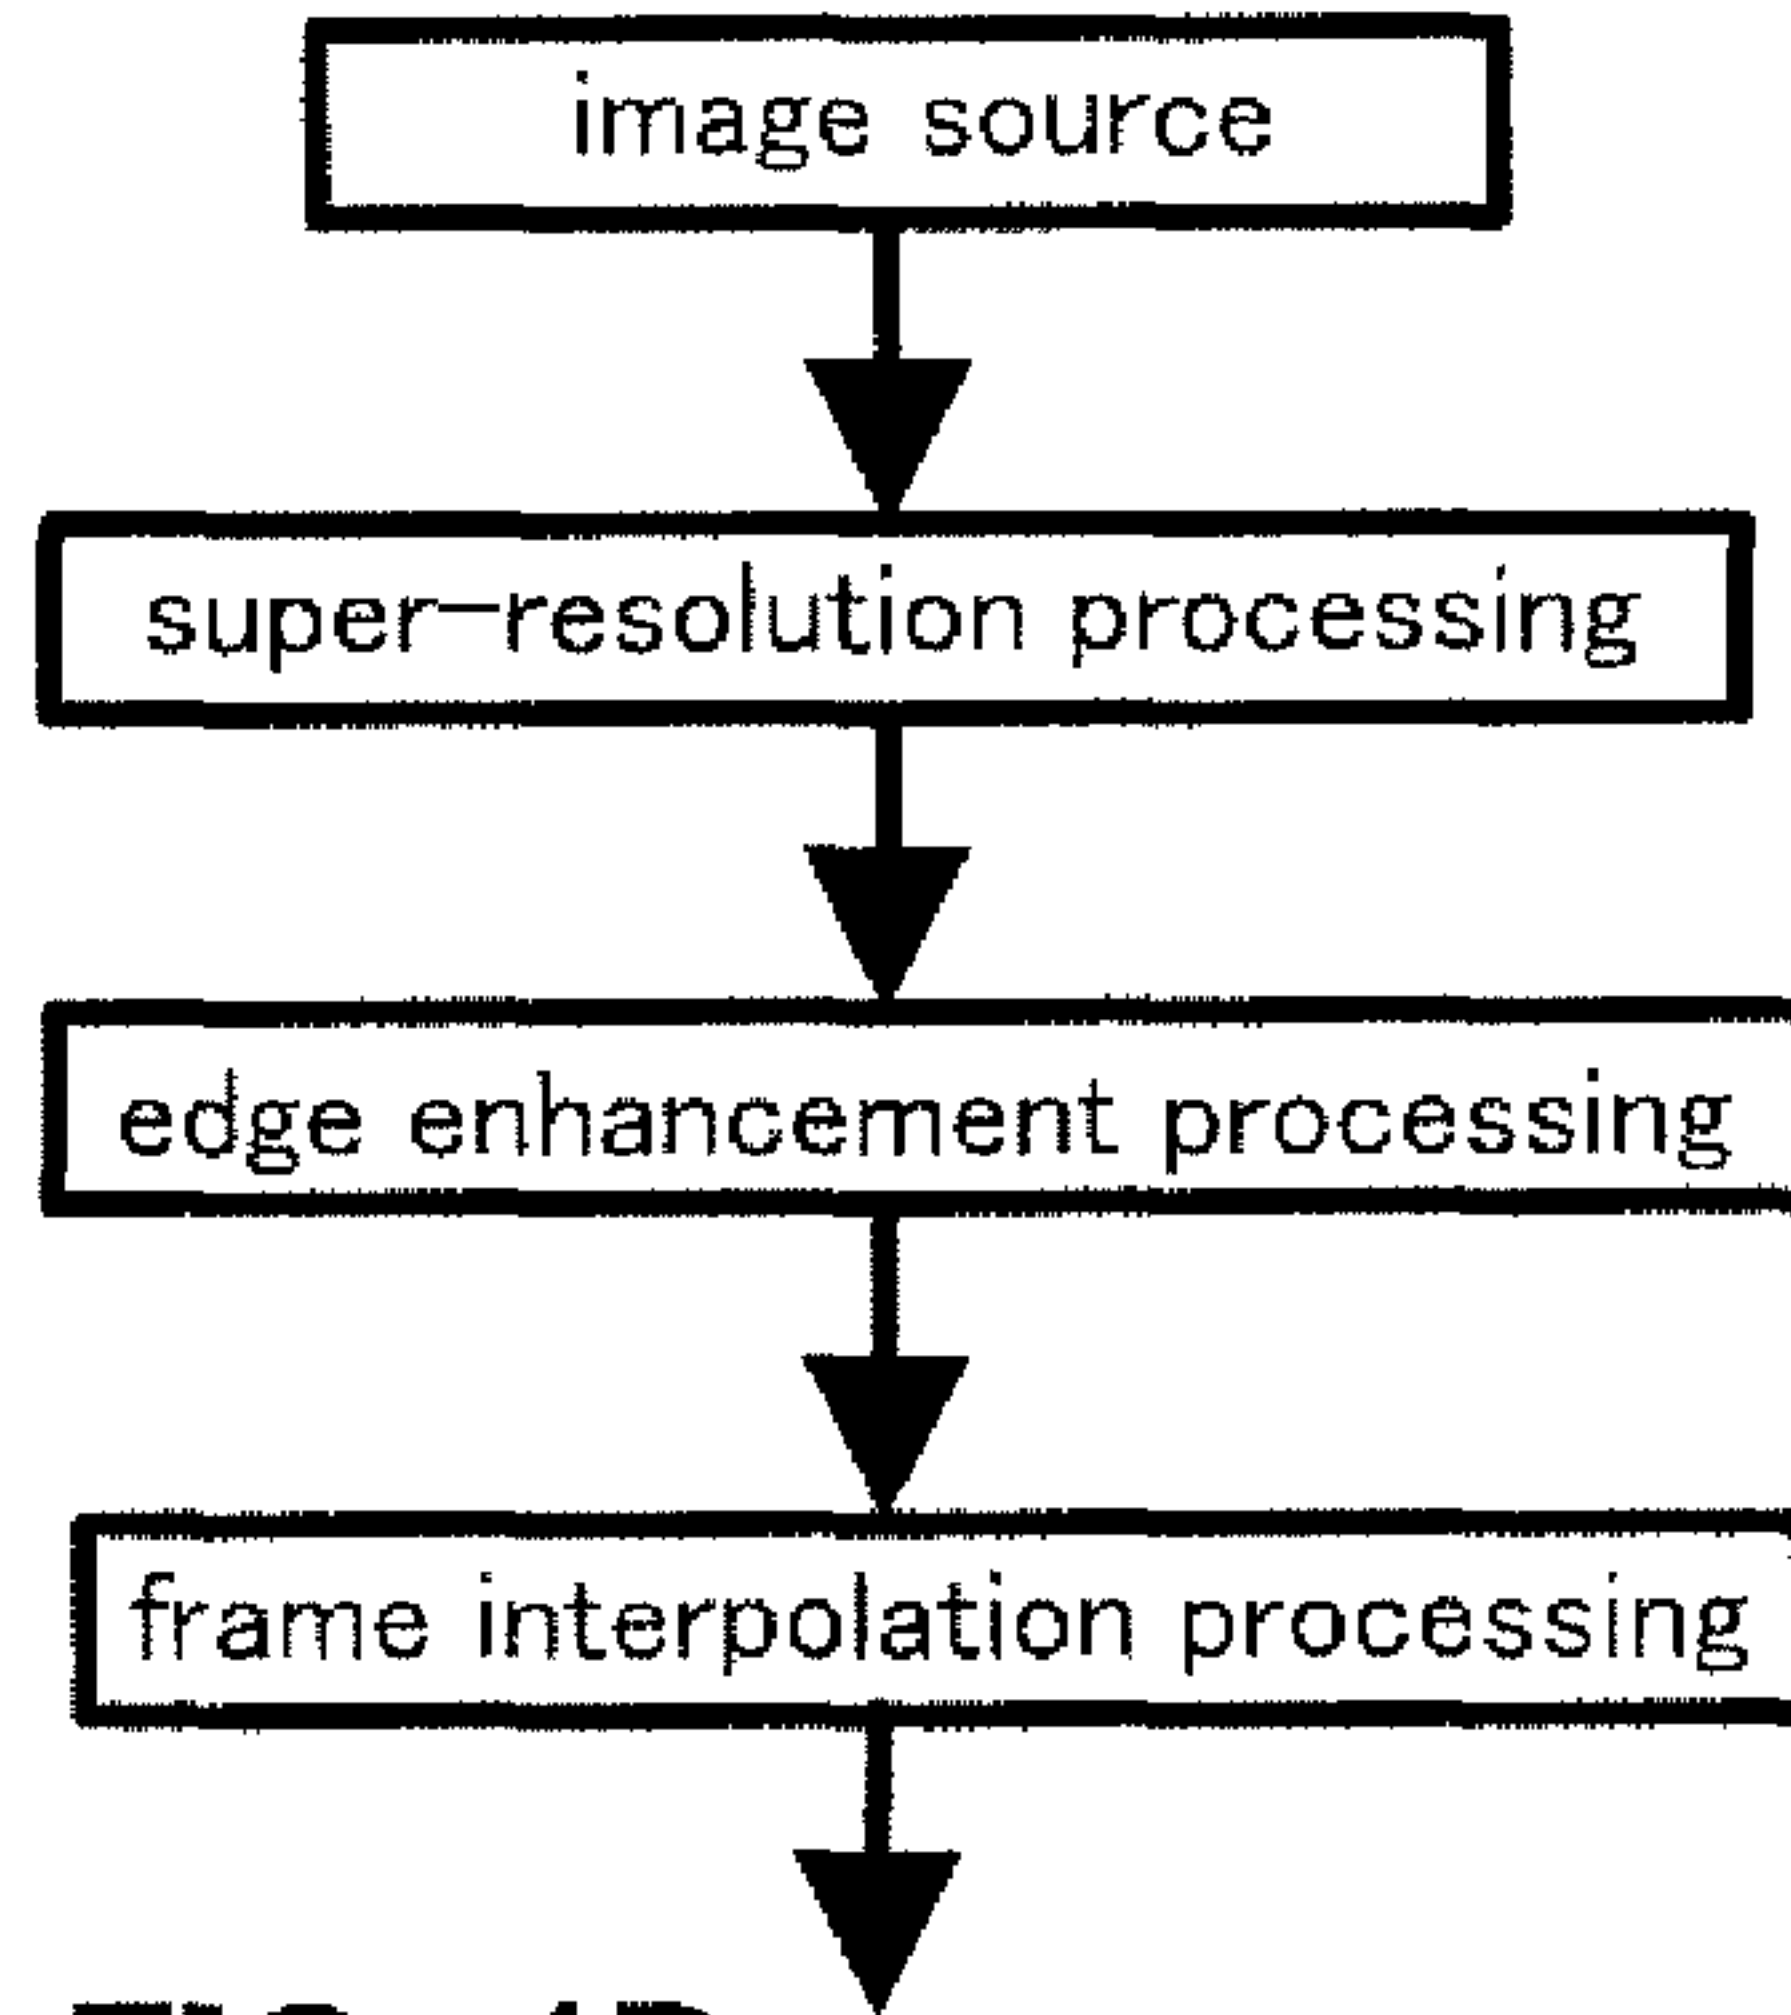 image source
super-resolution processing
edge enhancement processing
frame interpolation processing